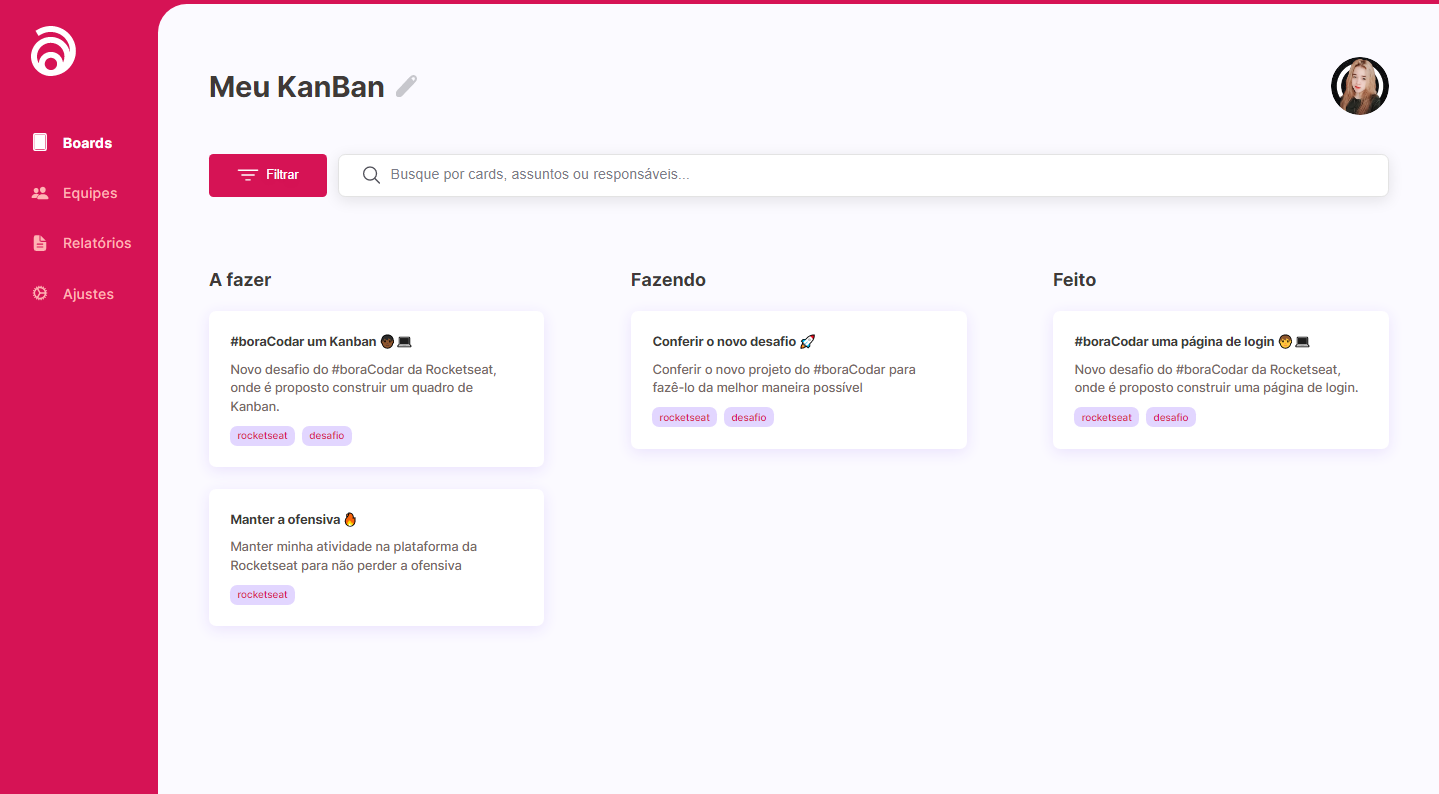 Meu KanBan
Boards
Equipes
Relatórios
Ajustes
Filtrar
Busque por cards, assuntos ou responsáveis...
A fazer
#boraCodar um Kanban 🧑🏿‍💻
Novo desafio do #boraCodar da Rocketseat,
onde é proposto construir um quadro de
Kanban.
rocketseat desafio
Manter a ofensiva 🔥
Manter minha atividade na plataforma da
Rocketseat para não perder a ofensiva
rocketseat
Fazendo
Conferir o novo desafio 🚀
Conferir o novo projeto do #boraCodar para
fazê-lo da melhor maneira possível
rocketseat desafio
Feito
#boraCodar uma página de login 🧑💻
Novo desafio do #boraCodar da Rocketseat,
onde é proposto construir uma página de login.
rocketseat desafio